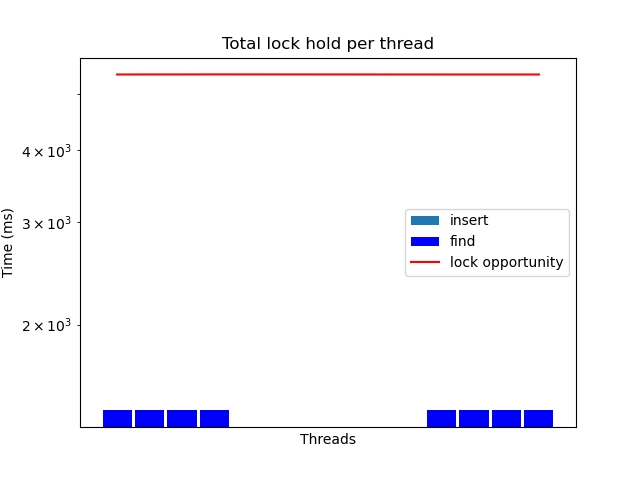 Total lock hold per thread
Time (ms)
4 × 10³
3 × 10³
2 × 10³
insert
find
lock opportunity
Threads